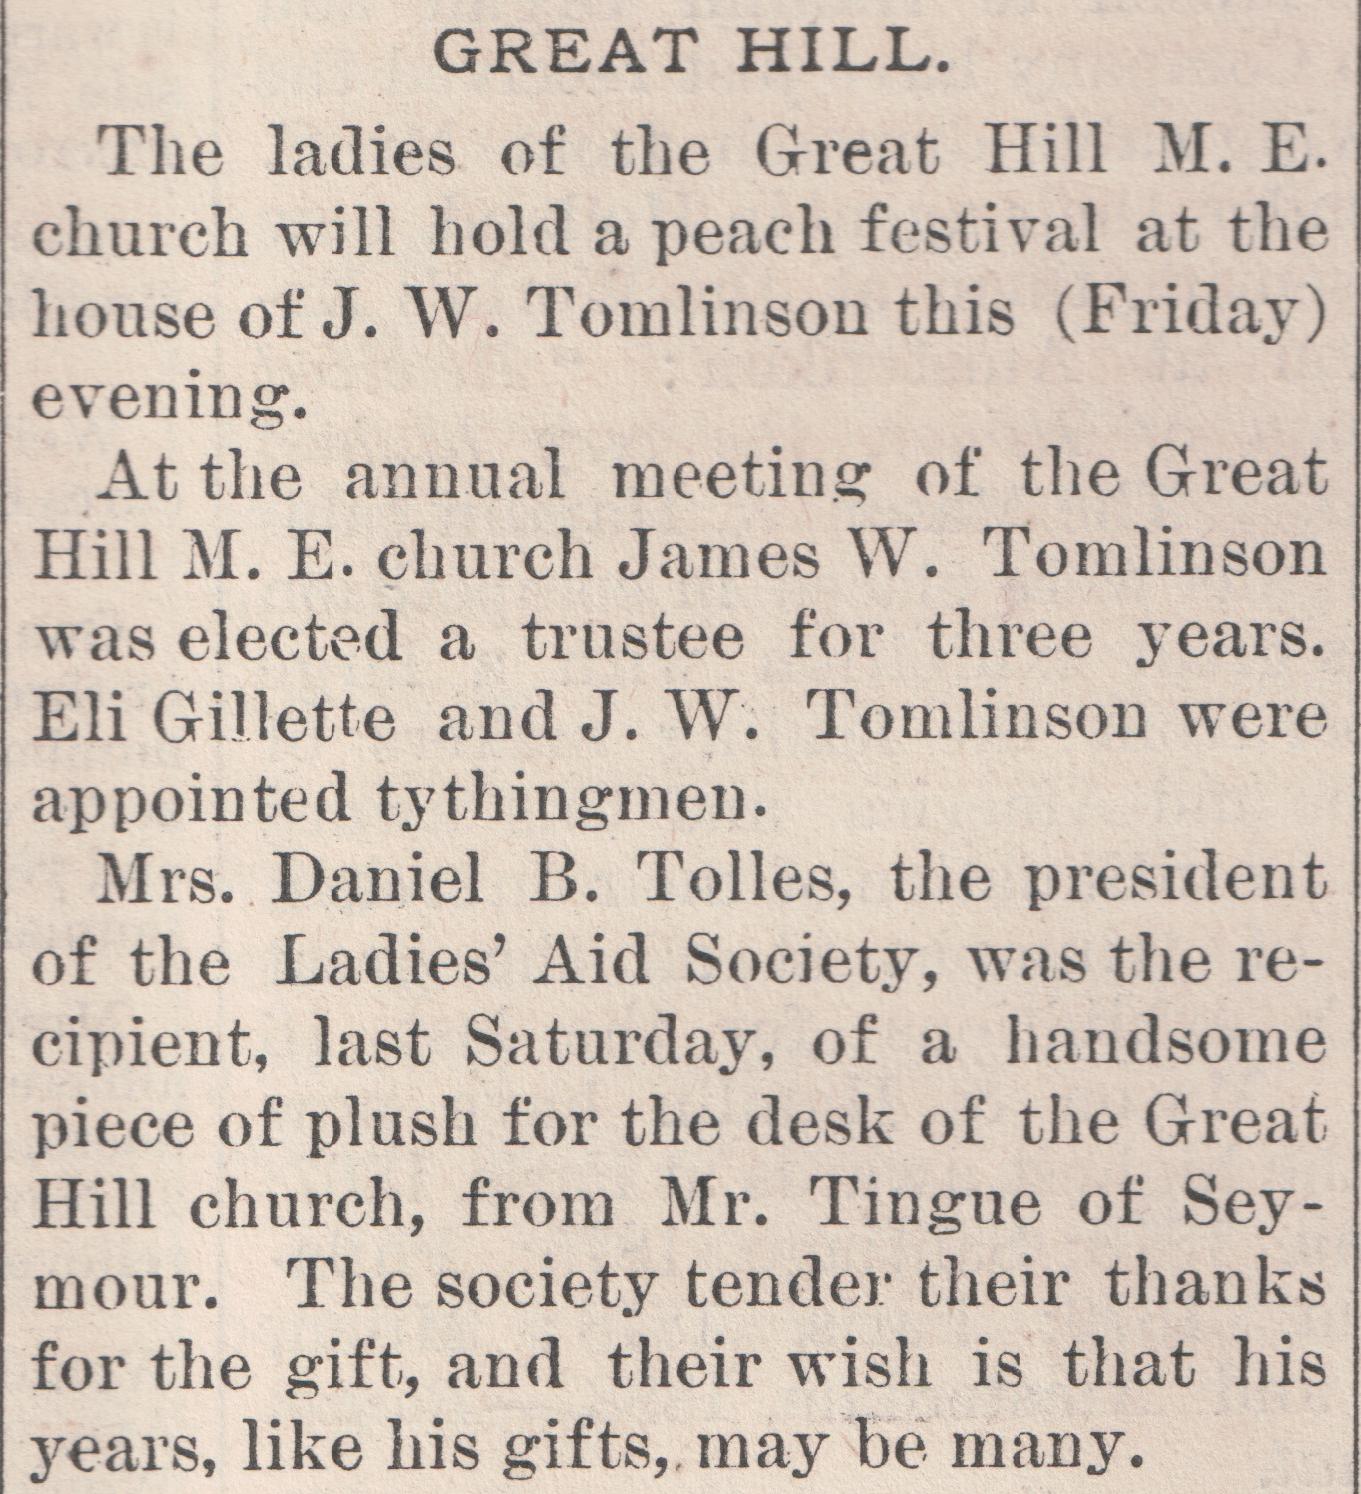 GREAT HILL.
The ladies of the Great Hill M. E.
church will hold a peach festival at the
house of J. W. Tomlinson this (Friday)
evening.
At the annual meeting of the Great
Hill M. E. church James W. Tomlinson
was elected a trustee for three years.
Eli Gillette and J. W. Tomlinson were
appointed tythingmen.
Mrs. Daniel B. Tolles, the president
of the Ladies' Aid Society, was the re-
cipient, last Saturday, of a handsome
piece of plush for the desk of the Great
Hill church, from Mr. Tingue of Sey-
mour. The society tender their thanks
for the gift, and their wish is that his
years, like his gifts, may be many.